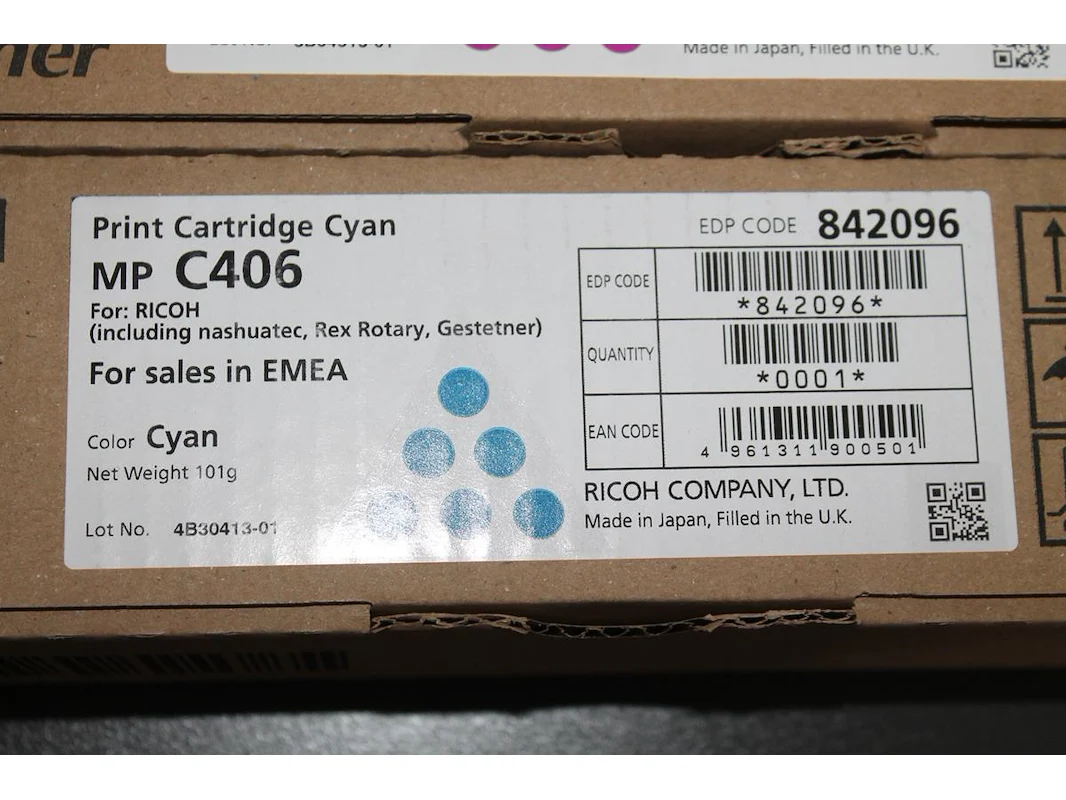 Made in Japan, Filled in the U.K.
Print Cartridge Cyan
MP C406
For: RICOH
(including nashuatec, Rex Rotary, Gestetner)
For sales in EMEA
Color Cyan
Net Weight 101g
Lot No. 4B30413-01
EDP CODE 842096
EDP CODE
*842096*
QUANTITY
*0001*
EAN CODE
4 961311 900501
RICOH COMPANY, LTD.
Made in Japan, Filled in the U.K.